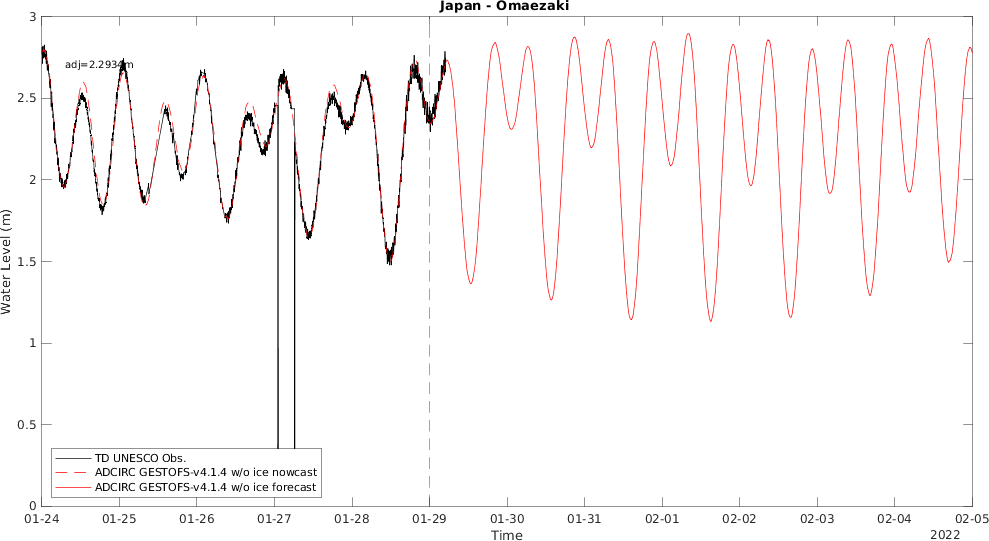 Japan - Omaezaki
3
adj=2.2934m
2.5
2
1.5
1
0.5
0
Water Level (m)
TD UNESCO Obs.
ADCIRC GESTOFS-v4.1.4 w/o ice nowcast
ADCIRC GESTOFS-v4.1.4 w/o ice forecast
01-24 01-25 01-26 01-27 01-28 01-29 01-30 01-31 02-01 02-02 02-03 02-04 02-05
Time
2022